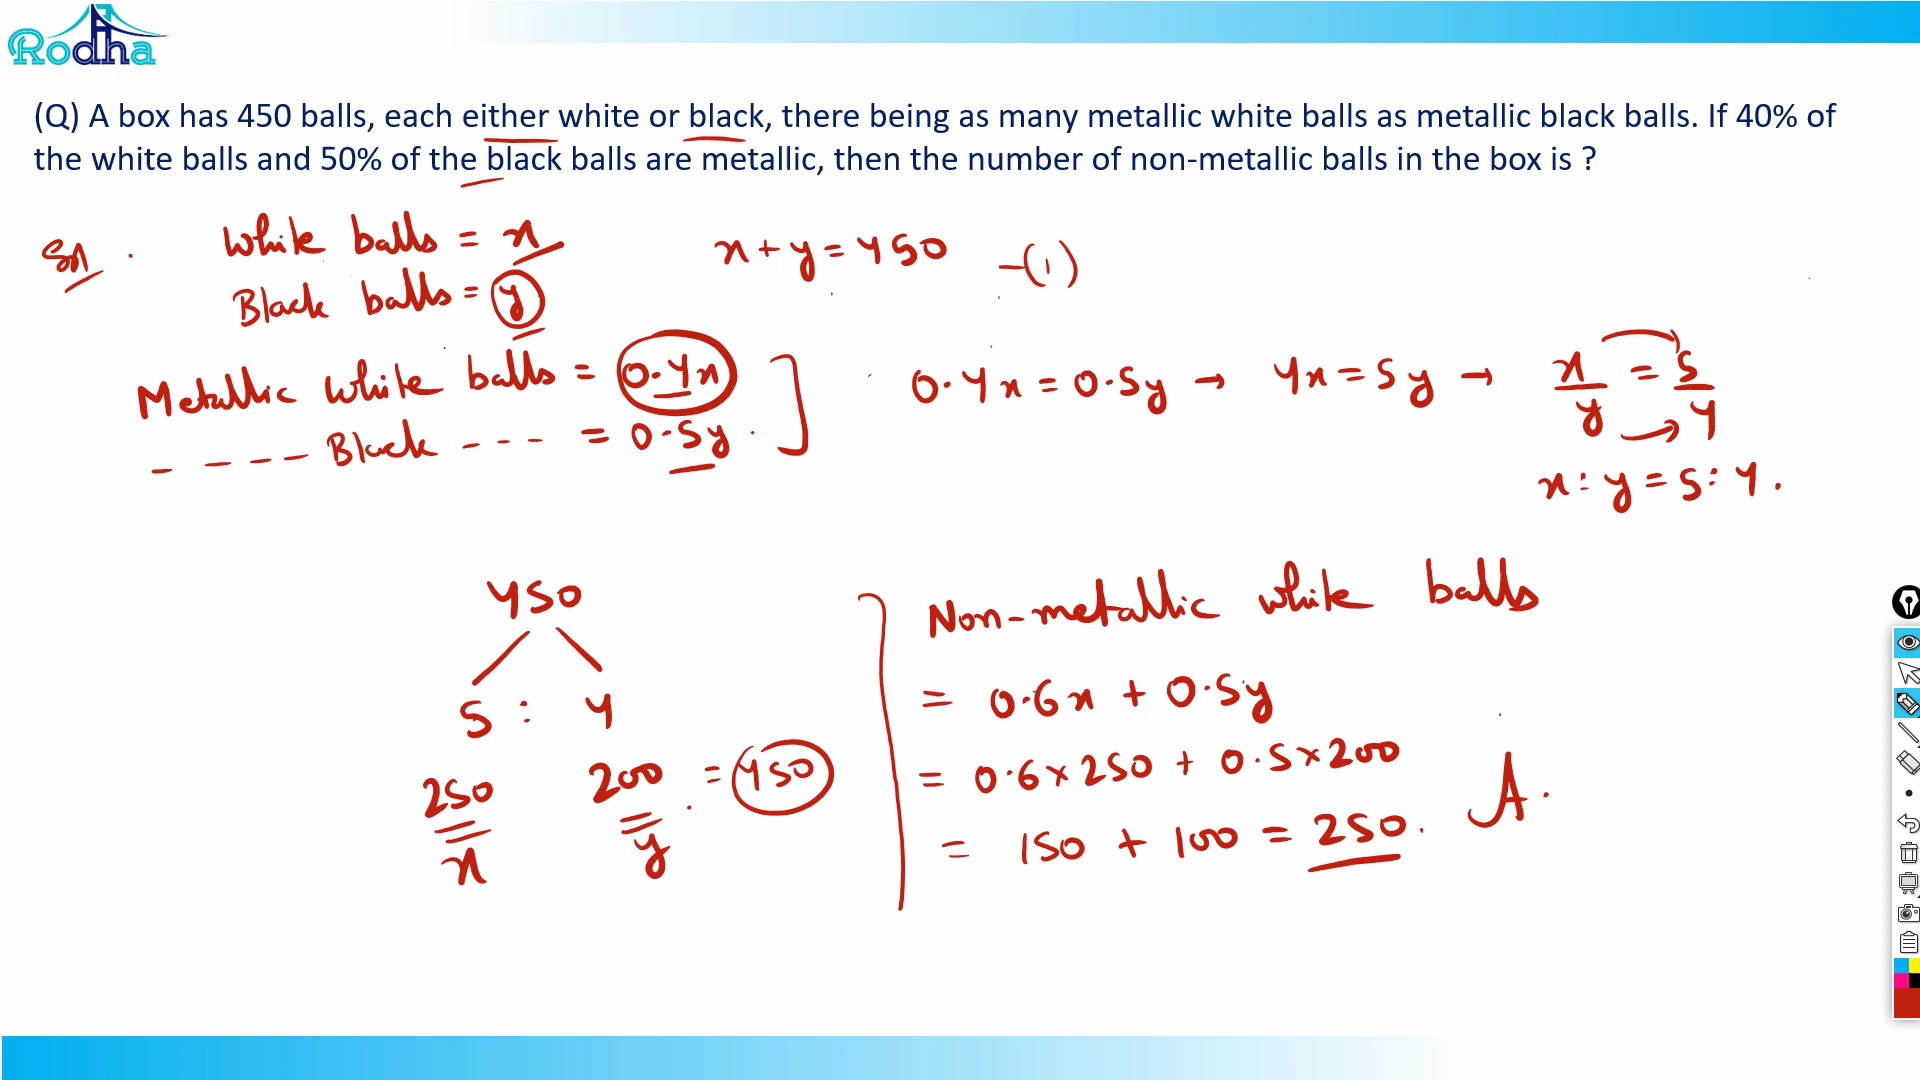 Rodha
(Q) A box has 450 balls, each either white or black, there being as many metallic white balls as metallic black balls. If 40% of
the white balls and 50% of the black balls are metallic, then the number of non-metallic balls in the box is ?
Sol.
White balls = x
x + y = 450 -(1)
Black balls = y
Metallic white balls = 0.4x
- - - - - Black - - - = 0.5y
0.4x = 0.5y → 4x = 5y → x/y = 5/4
x : y = 5 : 4.
450
5 : 4
250 200 = 450
x y
Non-metallic white balls
= 0.6x + 0.5y
= 0.6 × 250 + 0.5 × 200
= 150 + 100 = 250. A.